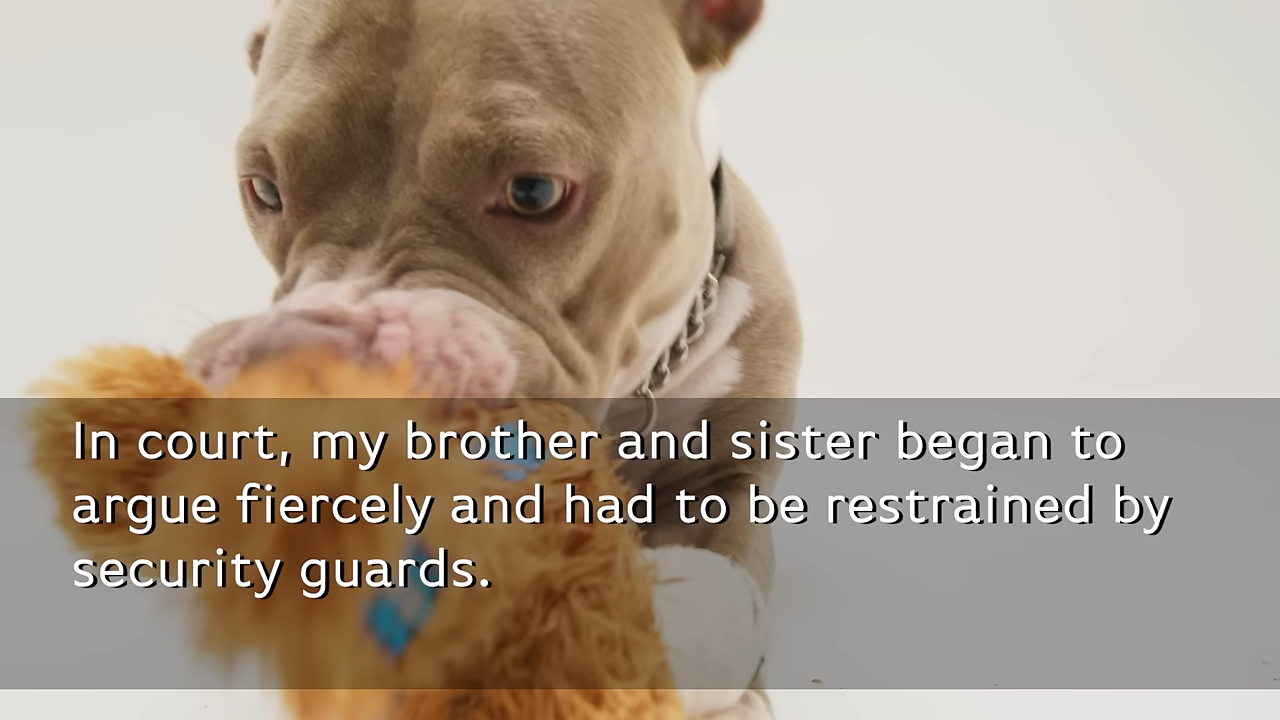 In court, my brother and sister began to
argue fiercely and had to be restrained by
security guards.